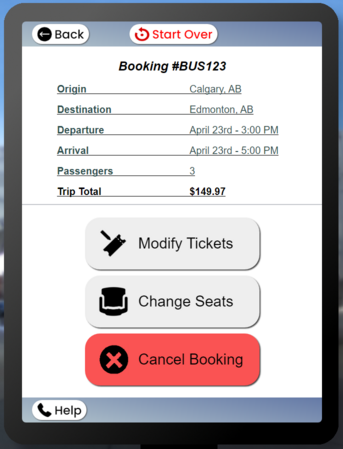 Back Start Over
Booking #BUS123
Origin Calgary, AB
Destination Edmonton, AB
Departure April 23rd - 3:00 PM
Arrival April 23rd - 5:00 PM
Passengers 3
Trip Total $149.97
Modify Tickets
Change Seats
Cancel Booking
Help